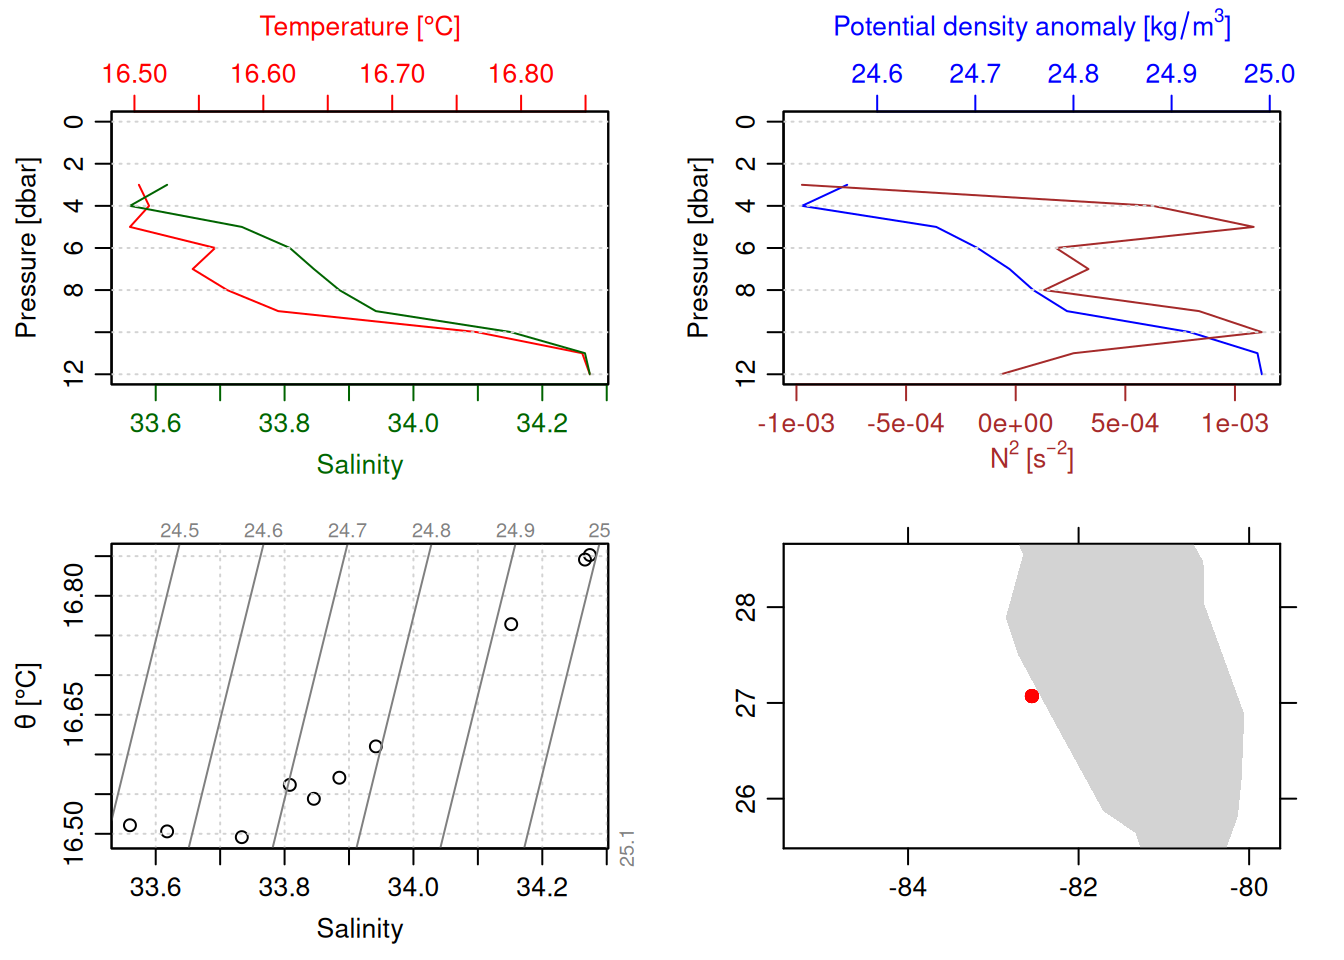 Temperature [°C]
16.50 16.60 16.70 16.80
0
2
4
6
8
12
Pressure [dbar]
33.6 33.8 34.0 34.2
Salinity
Potential density anomaly [kg/m³]
24.6 24.7 24.8 24.9 25.0
0
2
4
6
8
12
Pressure [dbar]
-1e-03 -5e-04 0e+00 5e-04 1e-03
N² [s⁻²]
24.5 24.6 24.7 24.8 24.9 25
16.80
16.65
16.50
θ [°C]
25.1
33.6 33.8 34.0 34.2
Salinity
28
27
26
-84 -82 -80